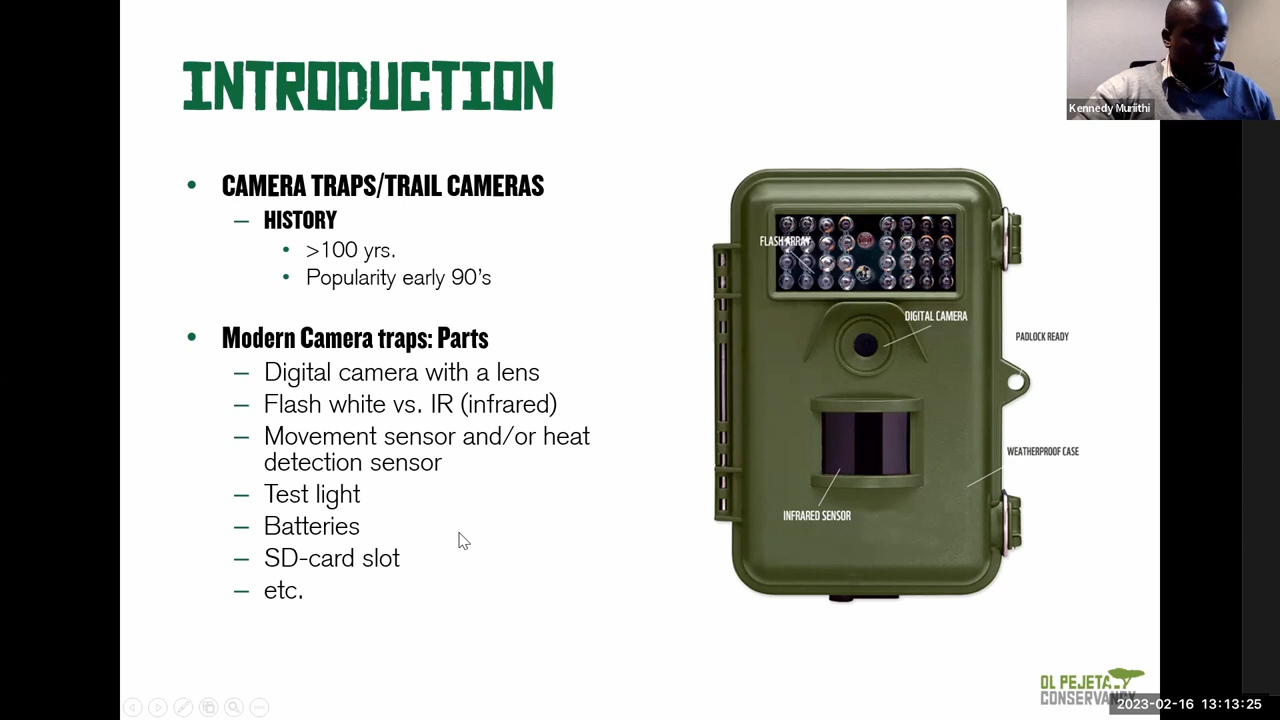 INTRODUCTION
Kennedy Muriithi
• CAMERA TRAPS/TRAIL CAMERAS
– HISTORY
• >100 yrs.
• Popularity early 90's
• Modern Camera traps: Parts
– Digital camera with a lens
– Flash white vs. IR (infrared)
– Movement sensor and/or heat
detection sensor
– Test light
– Batteries
– SD-card slot
– etc.
FLASH ARRAY
DIGITAL CAMERA
PADLOCK READY
WEATHERPROOF CASE
INFRARED SENSOR
OL PEJETA
CONSERVANCY
2023-02-16 13:13:25